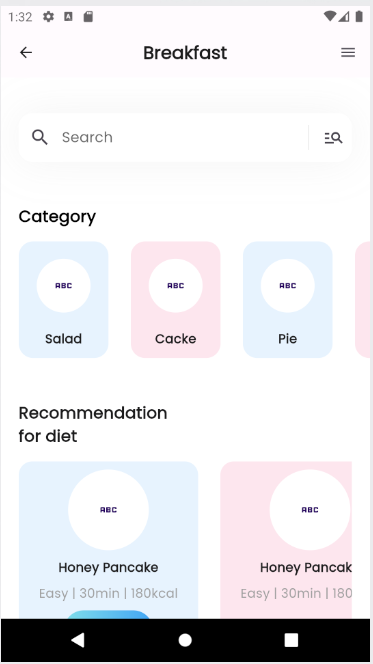 1:32
Breakfast
Search
Category
ABC
ABC
ABC
Salad
Cacke
Pie
Recommendation
for diet
ABC
ABC
Honey Pancake
Honey Pancak
Easy | 30min | 180kcal
Easy | 30min | 180